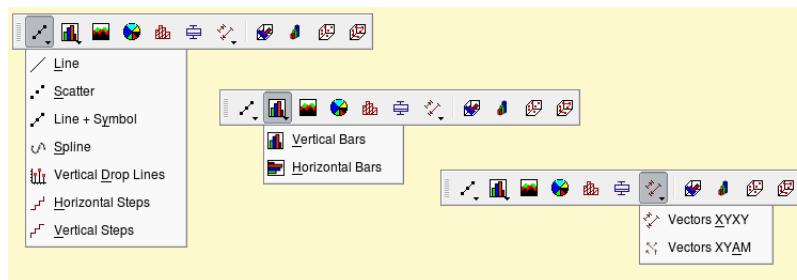 Line
Scatter
Line + Symbol
Spline
Vertical Drop Lines
Horizontal Steps
Vertical Steps
Vertical Bars
Horizontal Bars
Vectors XYXY
Vectors XYAM